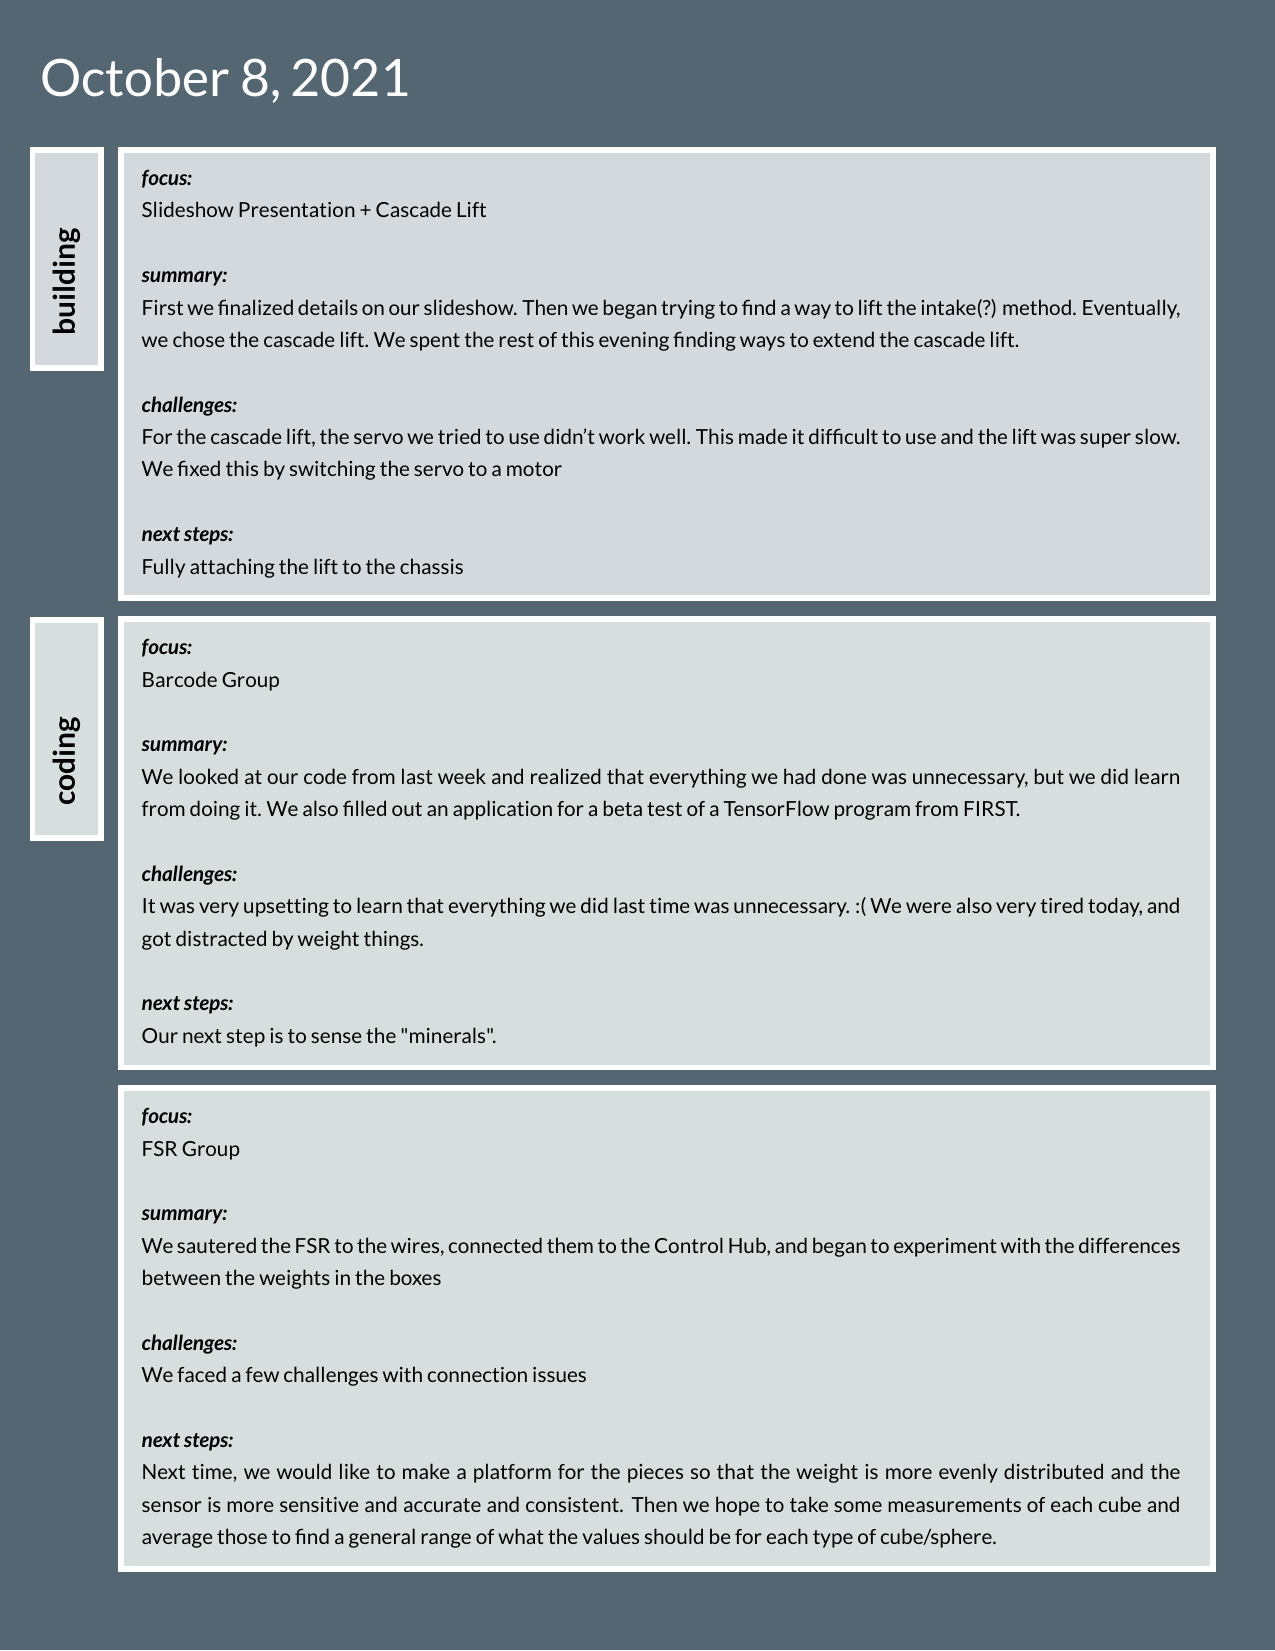 October 8, 2021
building
focus:
Slideshow Presentation + Cascade Lift
summary:
First we finalized details on our slideshow. Then we began trying to find a way to lift the intake(?) method. Eventually,
we chose the cascade lift. We spent the rest of this evening finding ways to extend the cascade lift.
challenges:
For the cascade lift, the servo we tried to use didn’t work well. This made it difficult to use and the lift was super slow.
We fixed this by switching the servo to a motor
next steps:
Fully attaching the lift to the chassis
coding
focus:
Barcode Group
summary:
We looked at our code from last week and realized that everything we had done was unnecessary, but we did learn
from doing it. We also filled out an application for a beta test of a TensorFlow program from FIRST.
challenges:
It was very upsetting to learn that everything we did last time was unnecessary. :( We were also very tired today, and
got distracted by weight things.
next steps:
Our next step is to sense the "minerals".
focus:
FSR Group
summary:
We sautered the FSR to the wires, connected them to the Control Hub, and began to experiment with the differences
between the weights in the boxes
challenges:
We faced a few challenges with connection issues
next steps:
Next time, we would like to make a platform for the pieces so that the weight is more evenly distributed and the
sensor is more sensitive and accurate and consistent. Then we hope to take some measurements of each cube and
average those to find a general range of what the values should be for each type of cube/sphere.